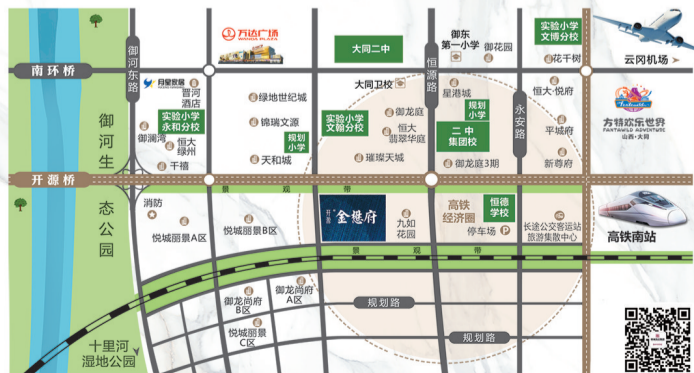 万达广场
WANDA PLAZA
大同二中
御东
第一小学
御花园
实验小学
文博分校
花千树
云冈机场
南环桥
御河东路
恒源路
永安路
月星家居
晋河
酒店
绿地世纪城
大同卫校
星港城
恒大·悦府
实验小学
永和分校
锦瑞文源
规划
小学
实验小学
文翰分校
御龙庭
恒大
翡翠华庭
规划
小学
二中
集团校
平城府
方特欢乐世界
FANTAWILD ADVENTURE
山西·大同
御澜湾
恒大
绿洲
千禧
天和城
璀璨天城
御龙庭3期
新尊府
御河生态公园
开源桥
景观带
消防
悦城丽景A区
悦城丽景B区
开源
金懋府
九如
花园
高铁
经济圈
停车场
P
恒德
学校
长途公交客运站
旅游集散中心
高铁南站
景观带
御龙尚府
B区
御龙尚府
A区
悦城丽景
C区
规划路
规划路
十里河
湿地公园